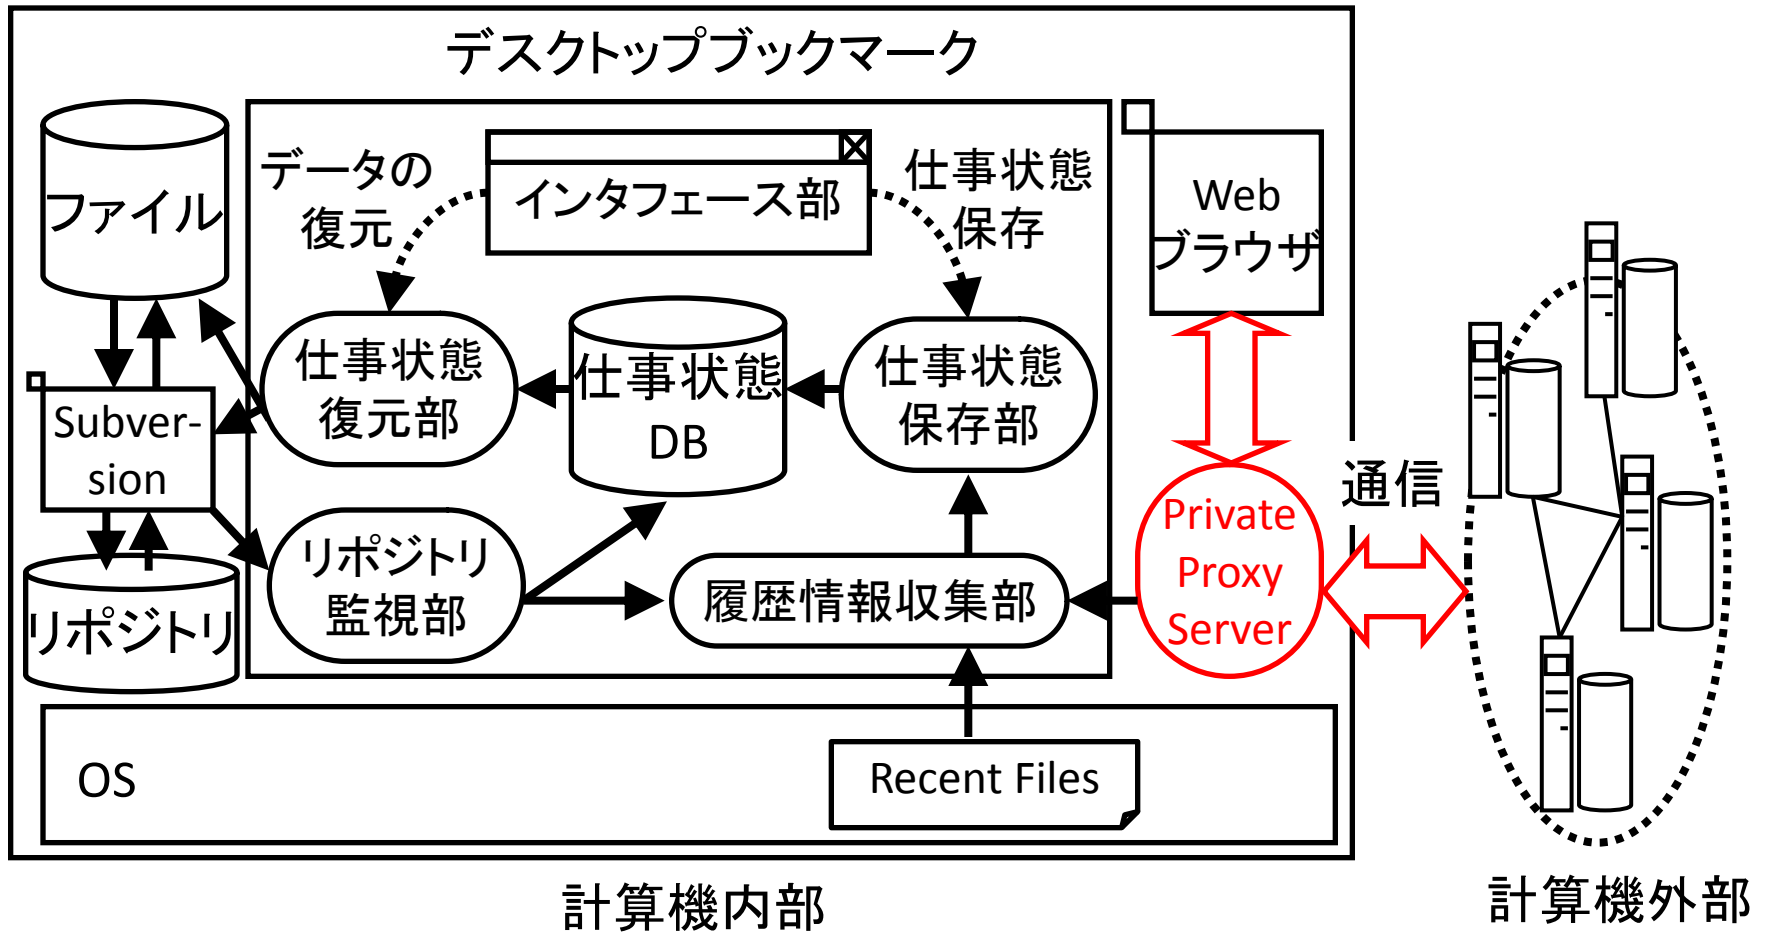 デスクトップブックマーク
ファイル
データの
復元
インタフェース部
仕事状態
保存
Web
ブラウザ
仕事状態
復元部
仕事状態
DB
仕事状態
保存部
Subver-
sion
通信
Private
Proxy
Server
リポジトリ
監視部
履歴情報収集部
リポジトリ
OS
Recent Files
計算機内部
計算機外部